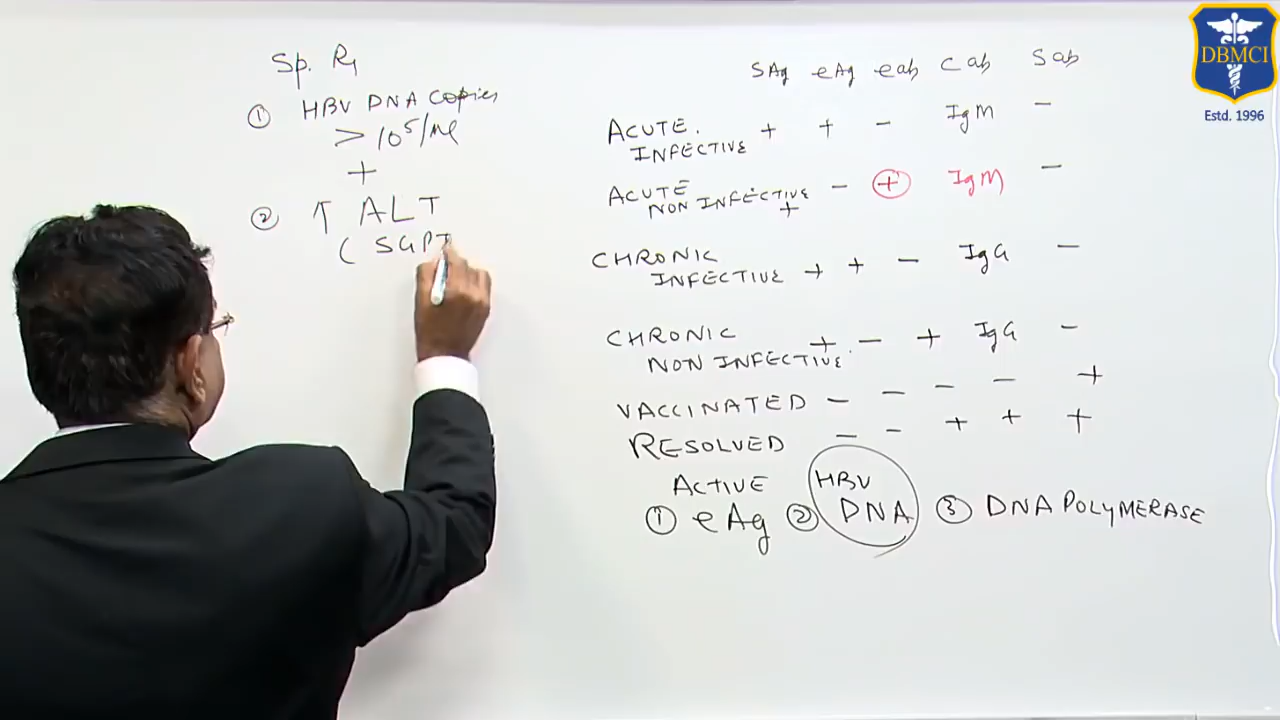 Sp. Rx
① HBV DNA copies
> 10⁵/ml
+
② ↑ ALT
( SGPT
SAg eAg eab Cab Sab
ACUTE. INFECTIVE + + - IgM -
ACUTE NON INFECTIVE + - + IgM -
CHRONIC INFECTIVE + + - IgG -
CHRONIC NON INFECTIVE + - + IgG -
VACCINATED - - - - +
RESOLVED - - + + +
ACTIVE
① eAg ② HBV DNA ③ DNA POLYMERASE
DBMCI
Estd. 1996